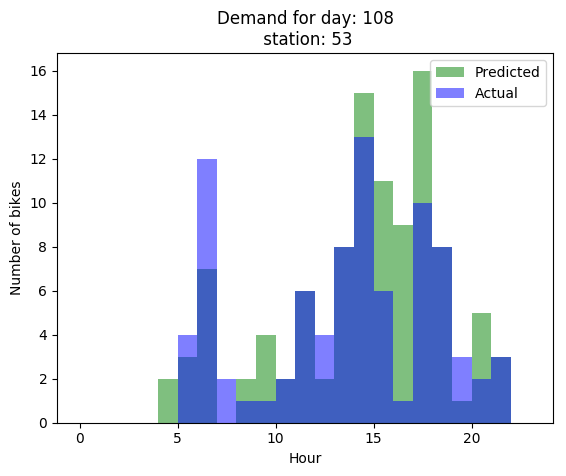 Demand for day: 108
station: 53
Predicted
Actual
Number of bikes
16
14
12
10
8
6
4
2
0
0 5 10 15 20
Hour